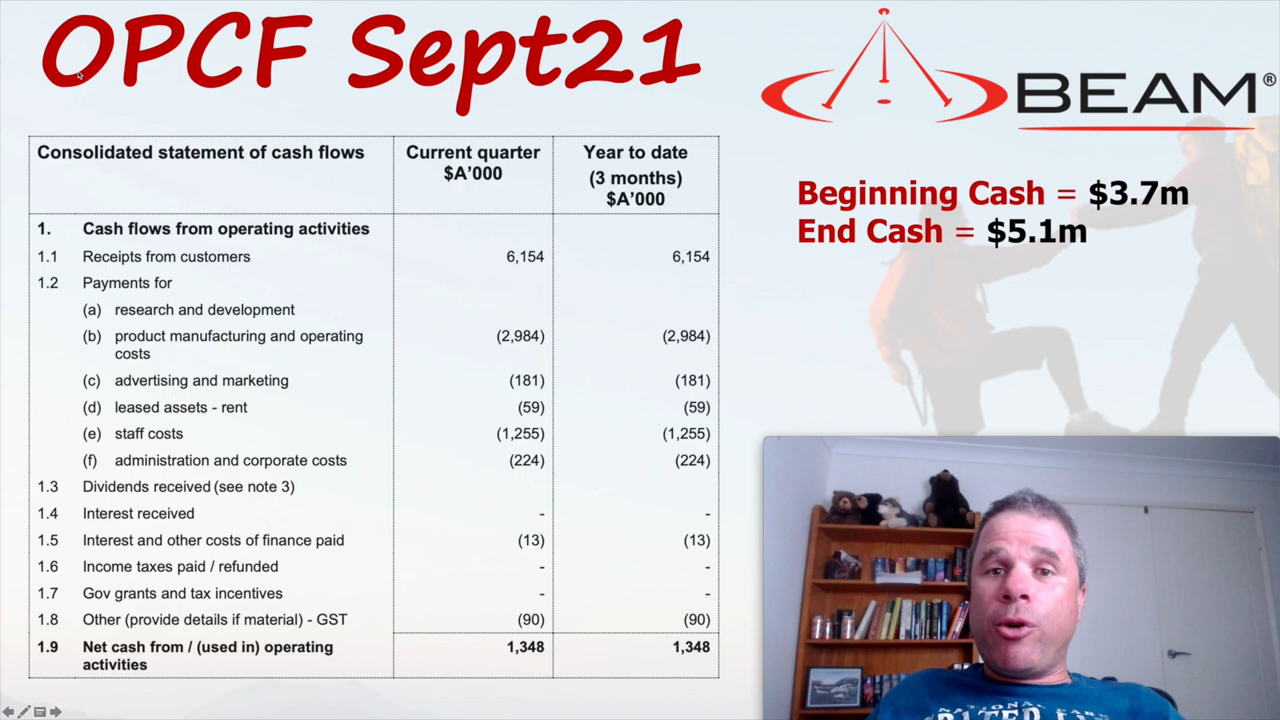 OPCF Sept21
BEAM®
Beginning Cash = $3.7m
End Cash = $5.1m
Consolidated statement of cash flows
Current quarter
$A'000
Year to date
(3 months)
$A'000
1. Cash flows from operating activities
1.1 Receipts from customers 6,154 6,154
1.2 Payments for
(a) research and development
(b) product manufacturing and operating
costs (2,984) (2,984)
(c) advertising and marketing (181) (181)
(d) leased assets - rent (59) (59)
(e) staff costs (1,255) (1,255)
(f) administration and corporate costs (224) (224)
1.3 Dividends received (see note 3)
1.4 Interest received - -
1.5 Interest and other costs of finance paid (13) (13)
1.6 Income taxes paid / refunded - -
1.7 Gov grants and tax incentives - -
1.8 Other (provide details if material) - GST (90) (90)
1.9 Net cash from / (used in) operating
activities 1,348 1,348